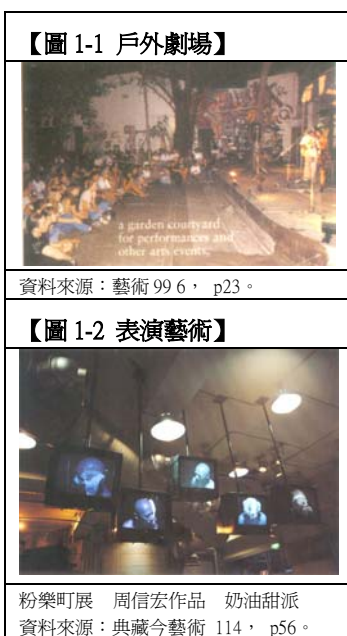 【圖 1-1 戶外劇場】
a garden courtyard
for performances and
other arts events,
資料來源：藝術 99 6， p23。
【圖 1-2 表演藝術】
粉樂町展　周信宏作品　奶油甜派
資料來源：典藏今藝術 114， p56。